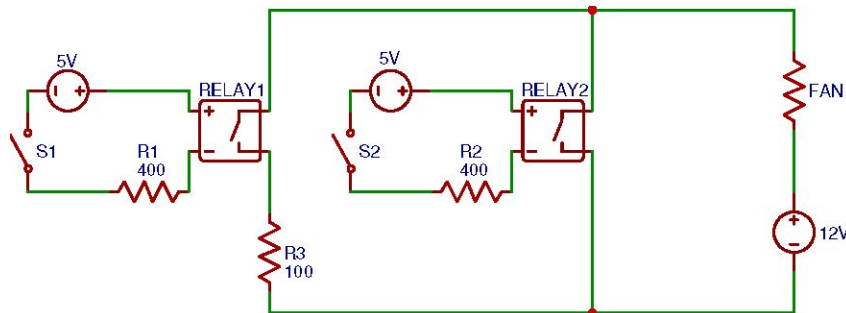 5V
RELAY1
S1
R1
400
R3
100
5V
RELAY2
S2
R2
400
FAN
12V